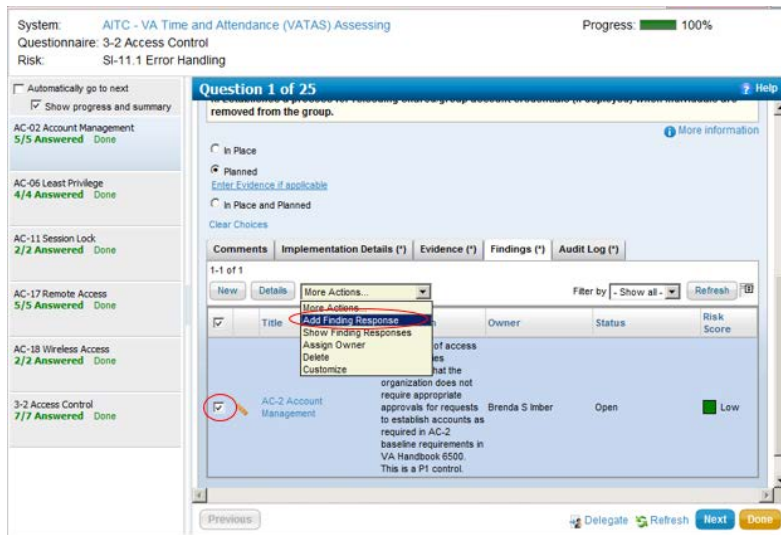 System: AITC - VA Time and Attendance (VATAS) Assessing
Progress: 100%
Questionnaire: 3-2 Access Control
Risk: SI-11.1 Error Handling
Automatically go to next
Show progress and summary
AC-02 Account Management
5/5 Answered Done
AC-06 Least Privilege
4/4 Answered Done
AC-11 Session Lock
2/2 Answered Done
AC-17 Remote Access
5/5 Answered Done
AC-18 Wireless Access
2/2 Answered Done
3-2 Access Control
7/7 Answered Done
Question 1 of 25
Help
removed from the group.
More information
In Place
Planned
Enter Evidence if applicable
In Place and Planned
Clear Choices
Comments Implementation Details (*) Evidence (*) Findings (*) Audit Log (*)
1-1 of 1
New Details More Actions... Filter by - Show all - Refresh
More Actions...
Add Finding Response
Show Finding Responses
Assign Owner
Delete
Customize
Title Owner Status Risk Score
AC-2 Account Management
of access
hat the
organization does not
require appropriate
approvals for requests
to establish accounts as
required in AC-2
baseline requirements in
VA Handbook 6500.
This is a P1 control.
Brenda S Imber
Open
Low
Previous Delegate Refresh Next Done